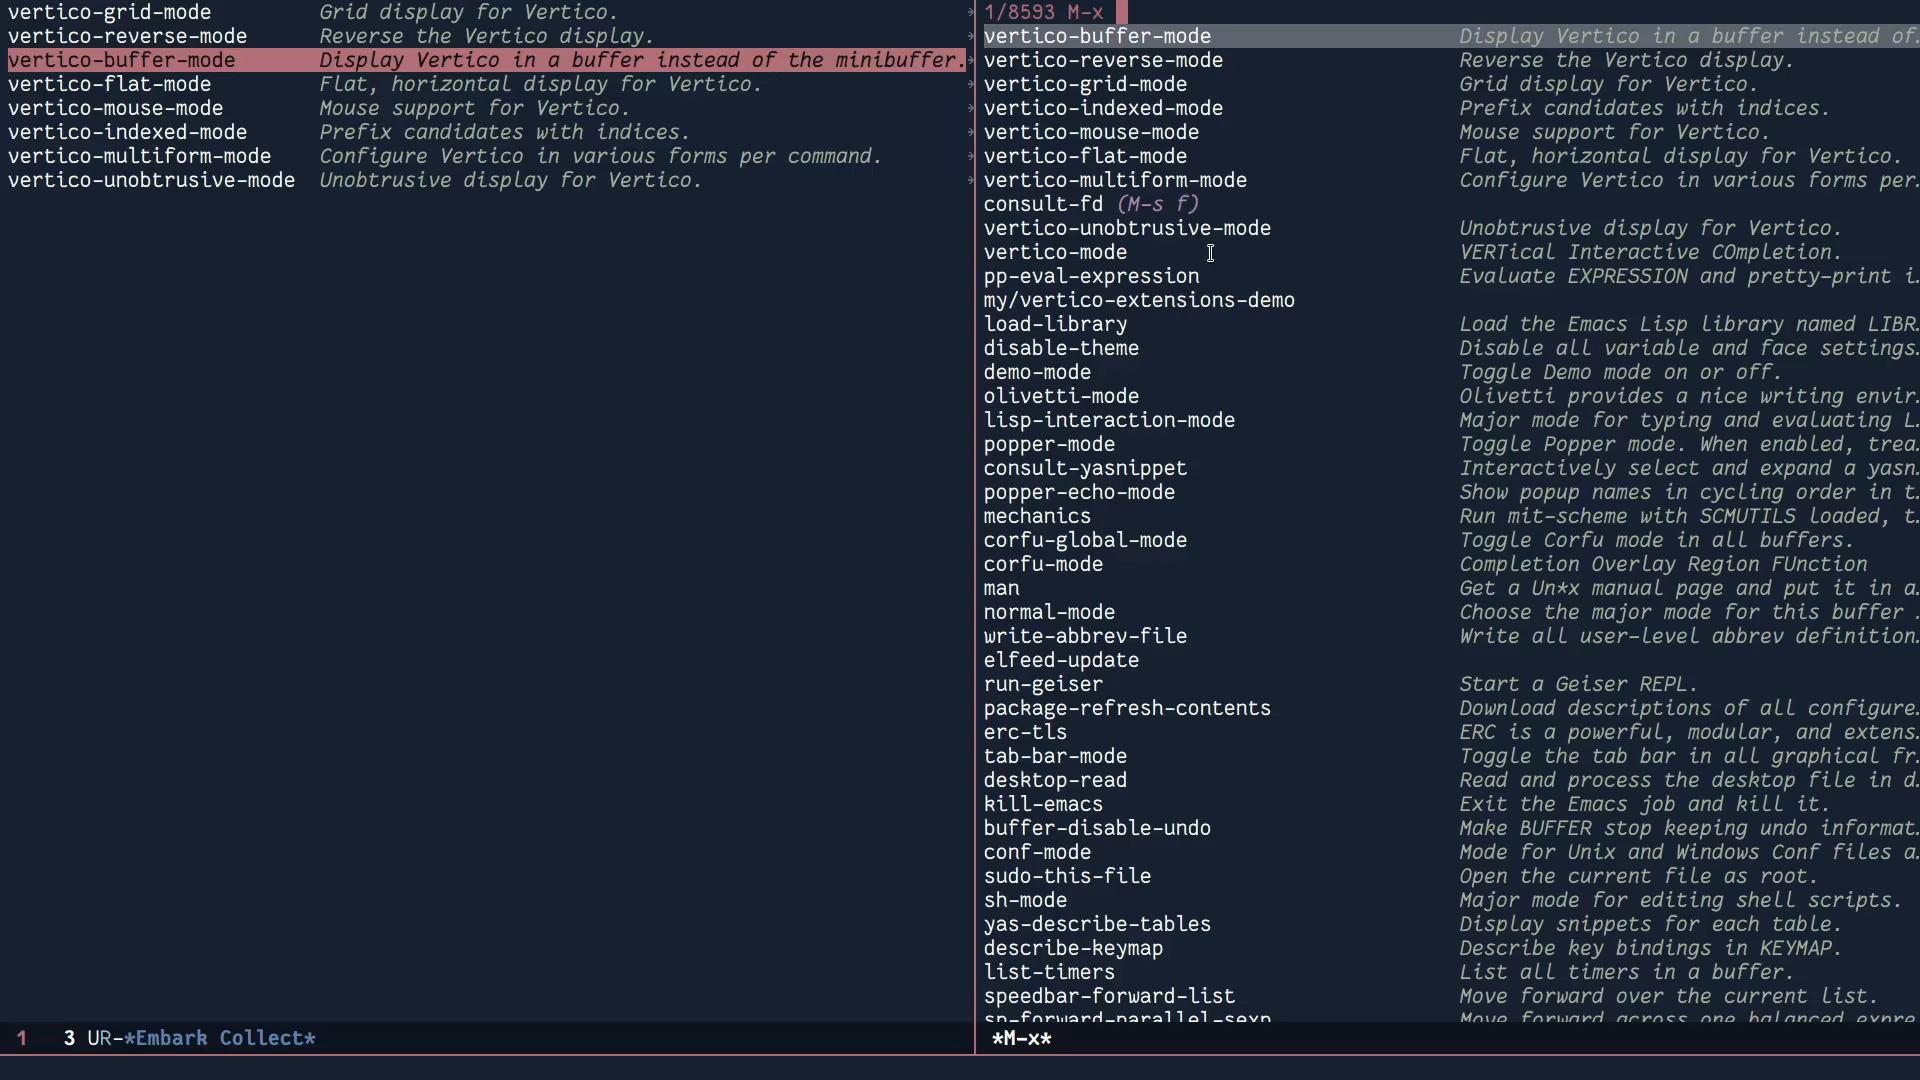 vertico-grid-mode Grid display for Vertico.
vertico-reverse-mode Reverse the Vertico display.
vertico-buffer-mode Display Vertico in a buffer instead of the minibuffer.
vertico-flat-mode Flat, horizontal display for Vertico.
vertico-mouse-mode Mouse support for Vertico.
vertico-indexed-mode Prefix candidates with indices.
vertico-multiform-mode Configure Vertico in various forms per command.
vertico-unobtrusive-mode Unobtrusive display for Vertico.
1 3 UR-*Embark Collect*
1/8593 M-x
vertico-buffer-mode Display Vertico in a buffer instead of.
vertico-reverse-mode Reverse the Vertico display.
vertico-grid-mode Grid display for Vertico.
vertico-indexed-mode Prefix candidates with indices.
vertico-mouse-mode Mouse support for Vertico.
vertico-flat-mode Flat, horizontal display for Vertico.
vertico-multiform-mode Configure Vertico in various forms per.
consult-fd (M-s f)
vertico-unobtrusive-mode Unobtrusive display for Vertico.
vertico-mode VERTical Interactive COmpletion.
pp-eval-expression Evaluate EXPRESSION and pretty-print i.
my/vertico-extensions-demo
load-library Load the Emacs Lisp library named LIBR.
disable-theme Disable all variable and face settings.
demo-mode Toggle Demo mode on or off.
olivetti-mode Olivetti provides a nice writing envir.
lisp-interaction-mode Major mode for typing and evaluating L.
popper-mode Toggle Popper mode. When enabled, trea.
consult-yasnippet Interactively select and expand a yasn.
popper-echo-mode Show popup names in cycling order in t.
mechanics Run mit-scheme with SCMUTILS loaded, t.
corfu-global-mode Toggle Corfu mode in all buffers.
corfu-mode Completion Overlay Region FUnction
man Get a Un*x manual page and put it in a.
normal-mode Choose the major mode for this buffer .
write-abbrev-file Write all user-level abbrev definition.
elfeed-update
run-geiser Start a Geiser REPL.
package-refresh-contents Download descriptions of all configure.
erc-tls ERC is a powerful, modular, and extens.
tab-bar-mode Toggle the tab bar in all graphical fr.
desktop-read Read and process the desktop file in d.
kill-emacs Exit the Emacs job and kill it.
buffer-disable-undo Make BUFFER stop keeping undo informat.
conf-mode Mode for Unix and Windows Conf files a.
sudo-this-file Open the current file as root.
sh-mode Major mode for editing shell scripts.
yas-describe-tables Display snippets for each table.
describe-keymap Describe key bindings in KEYMAP.
list-timers List all timers in a buffer.
speedbar-forward-list Move forward over the current list.
sp-forward-parallel-sexp Move forward across one balanced expre
*M-x*